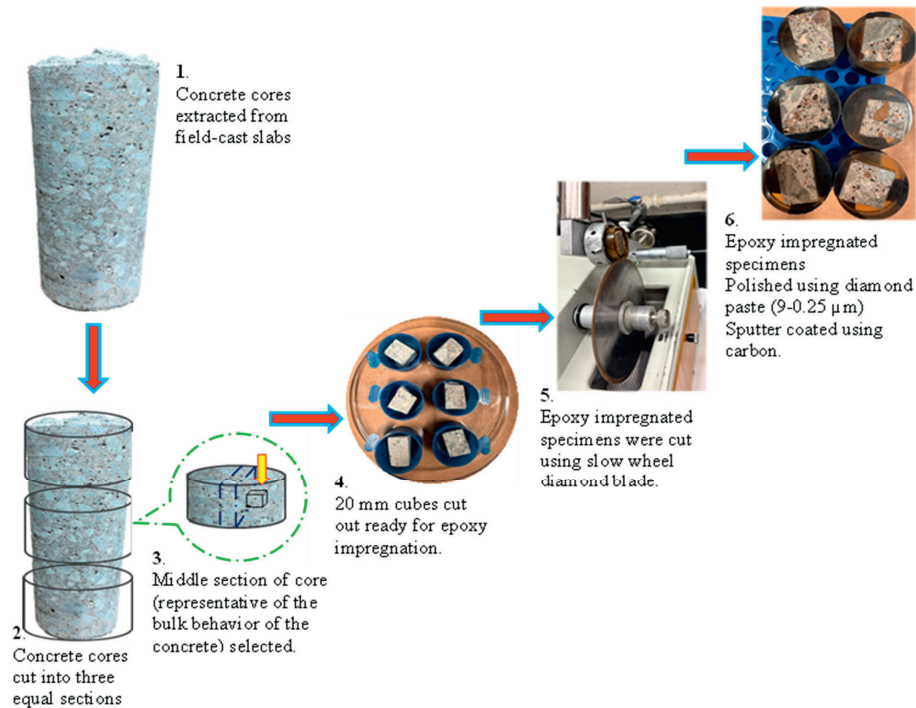 1.
Concrete cores
extracted from
field-cast slabs
2.
Concrete cores
cut into three
equal sections
3.
Middle section of core
(representative of the
bulk behavior of the
concrete) selected.
4.
20 mm cubes cut
out ready for epoxy
impregnation.
5.
Epoxy impregnated
specimens were cut
using slow wheel
diamond blade.
6.
Epoxy impregnated
specimens
Polished using diamond
paste (9-0.25 µm)
Sputter coated using
carbon.